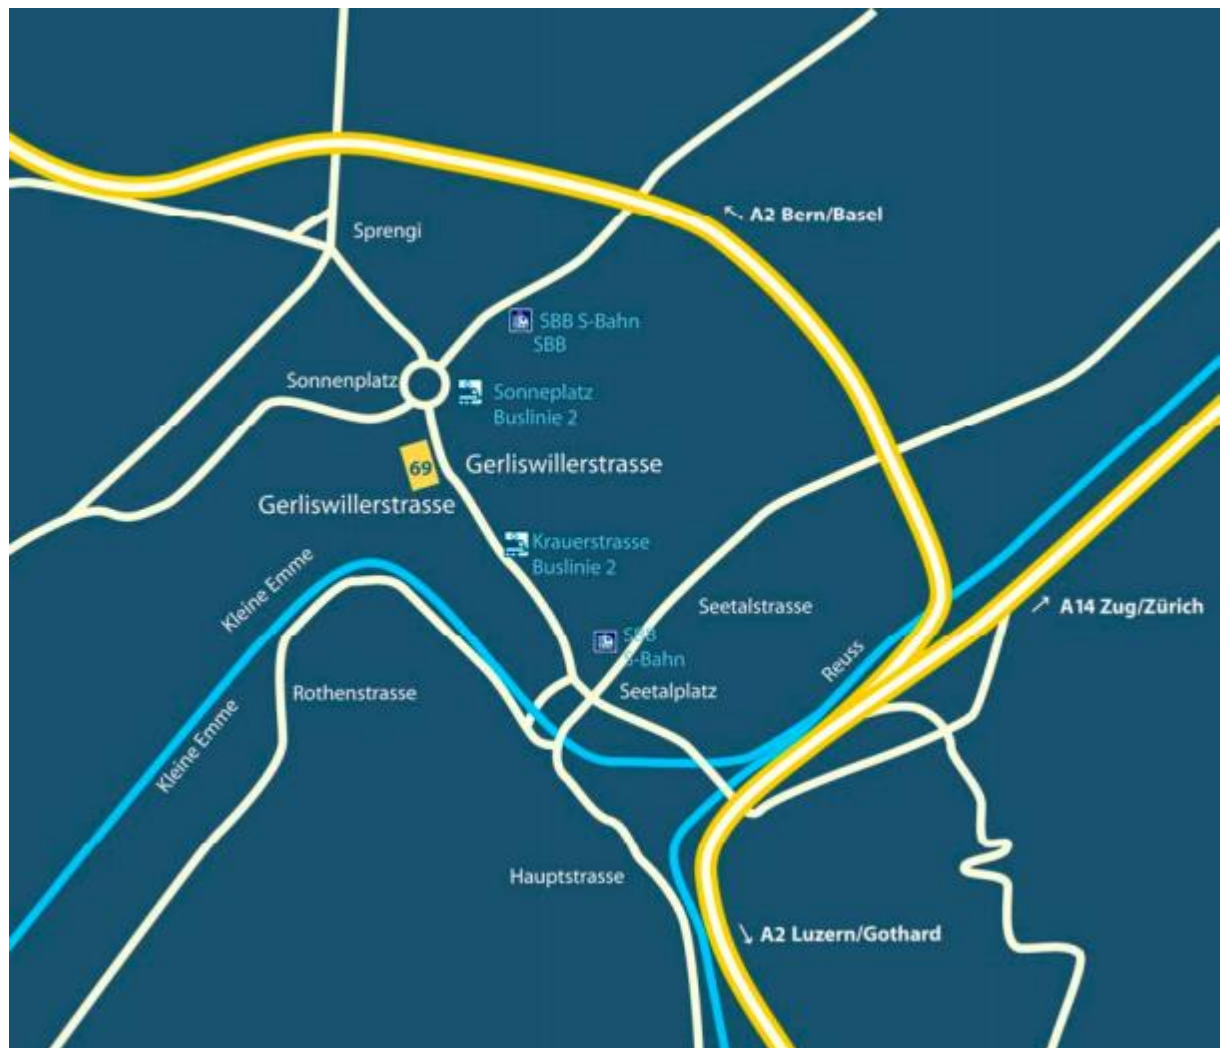 A2 Bern/Basel
Sprengi
SBB S-Bahn
SBB
Sonnenplatz
Sonneplatz
Buslinie 2
69
Gerliswillerstrasse
Gerliswillerstrasse
Krauerstrasse
Buslinie 2
Kleine Emme
Seetalstrasse
A14 Zug/Zürich
SBB
S-Bahn
Reuss
Rothenstrasse
Seetalplatz
Kleine Emme
Hauptstrasse
A2 Luzern/Gothard